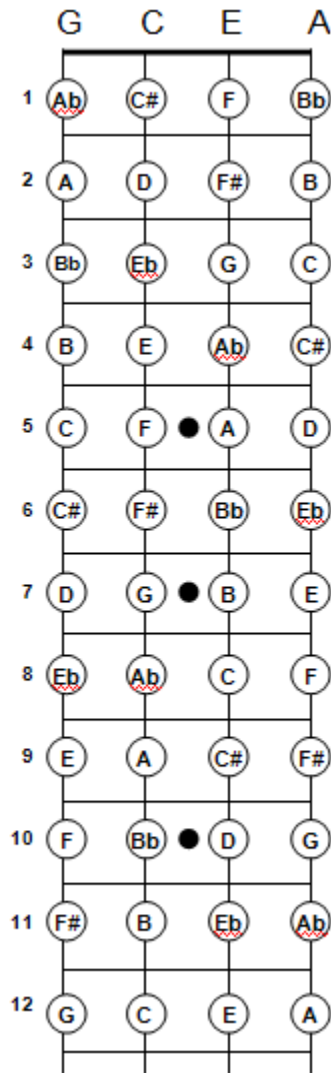 G C E A
1 Ab C# F Bb
2 A D F# B
3 Bb Eb G C
4 B E Ab C#
5 C F A D
6 C# F# Bb Eb
7 D G B E
8 Eb Ab C F
9 E A C# F#
10 F Bb D G
11 F# B Eb Ab
12 G C E A